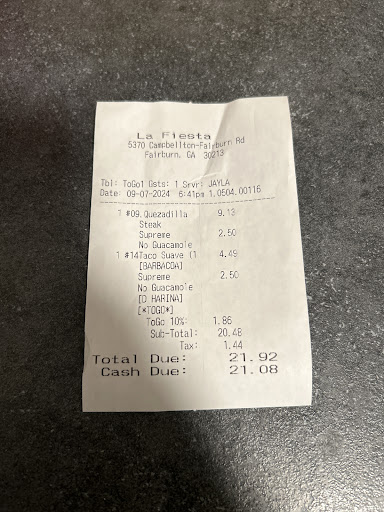 La Fiesta
5370 Campbellton-Fairburn Rd
Fairburn, GA 30213
Tbl: ToGo1 Gsts: 1 Srvr: JAYLA
Date: 09-07-2024 6:41pm 1.0504.00116
1 #09.Quezadilla 9.13
Steak
Supreme 2.50
No Guacamole
1 #14Taco Suave (1 4.49
[BARBACOA]
Supreme 2.50
No Guacamole
[D HARINA]
[*TOGO*]
ToGo 10%: 1.86
Sub-Total: 20.48
Tax: 1.44
Total Due: 21.92
Cash Due: 21.08